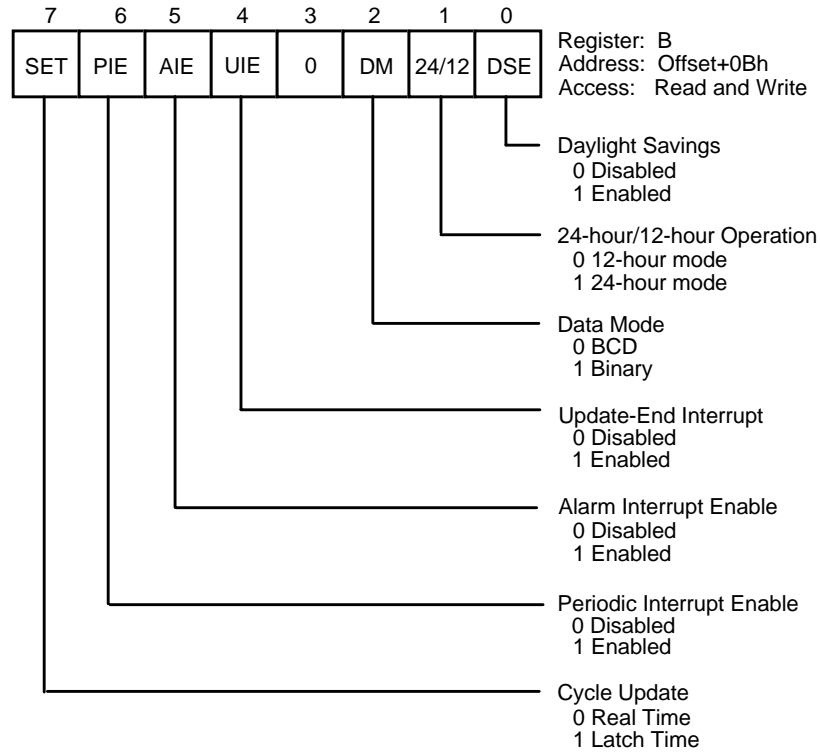 7 6 5 4 3 2 1 0
SET PIE AIE UIE 0 DM 24/12 DSE
Register: B
Address: Offset+0Bh
Access: Read and Write
Daylight Savings
0 Disabled
1 Enabled
24-hour/12-hour Operation
0 12-hour mode
1 24-hour mode
Data Mode
0 BCD
1 Binary
Update-End Interrupt
0 Disabled
1 Enabled
Alarm Interrupt Enable
0 Disabled
1 Enabled
Periodic Interrupt Enable
0 Disabled
1 Enabled
Cycle Update
0 Real Time
1 Latch Time